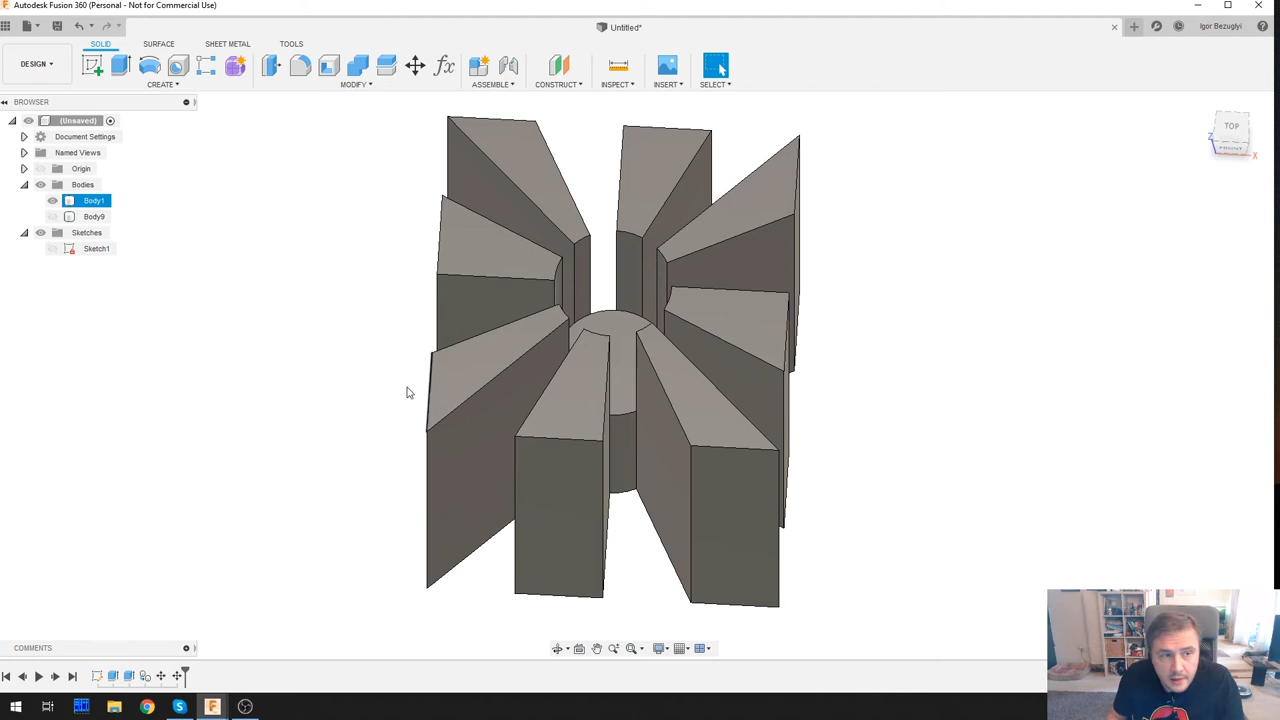 Autodesk Fusion 360 (Personal - Not for Commercial Use)
Untitled*
Igor Bezuglyi
SOLID
SURFACE
SHEET METAL
TOOLS
DESIGN
CREATE
MODIFY
fx
ASSEMBLE
CONSTRUCT
INSPECT
INSERT
SELECT
BROWSER
(Unsaved)
Document Settings
Named Views
Origin
Bodies
Body1
Body9
Sketches
Sketch1
TOP
FRONT
Z
X
COMMENTS